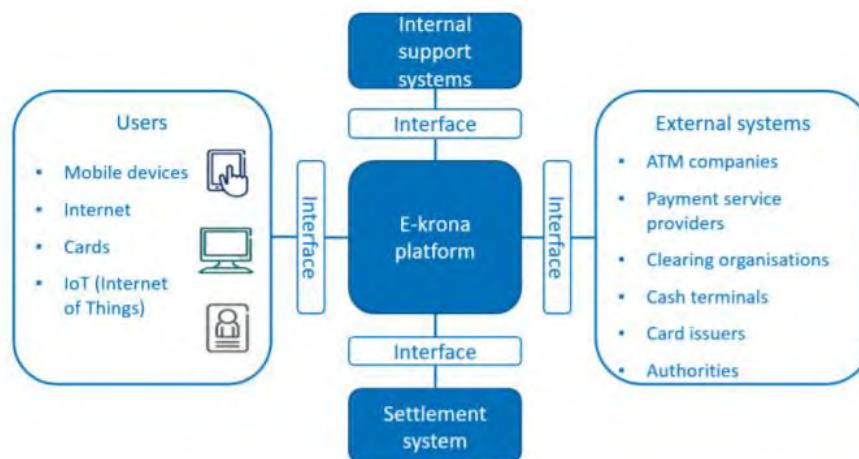 Internal
support
systems
Interface
Users
• Mobile devices
• Internet
• Cards
• IoT (Internet
of Things)
Interface
E-krona
platform
Interface
External systems
• ATM companies
• Payment service
providers
• Clearing organisations
• Cash terminals
• Card issuers
• Authorities
Interface
Settlement
system